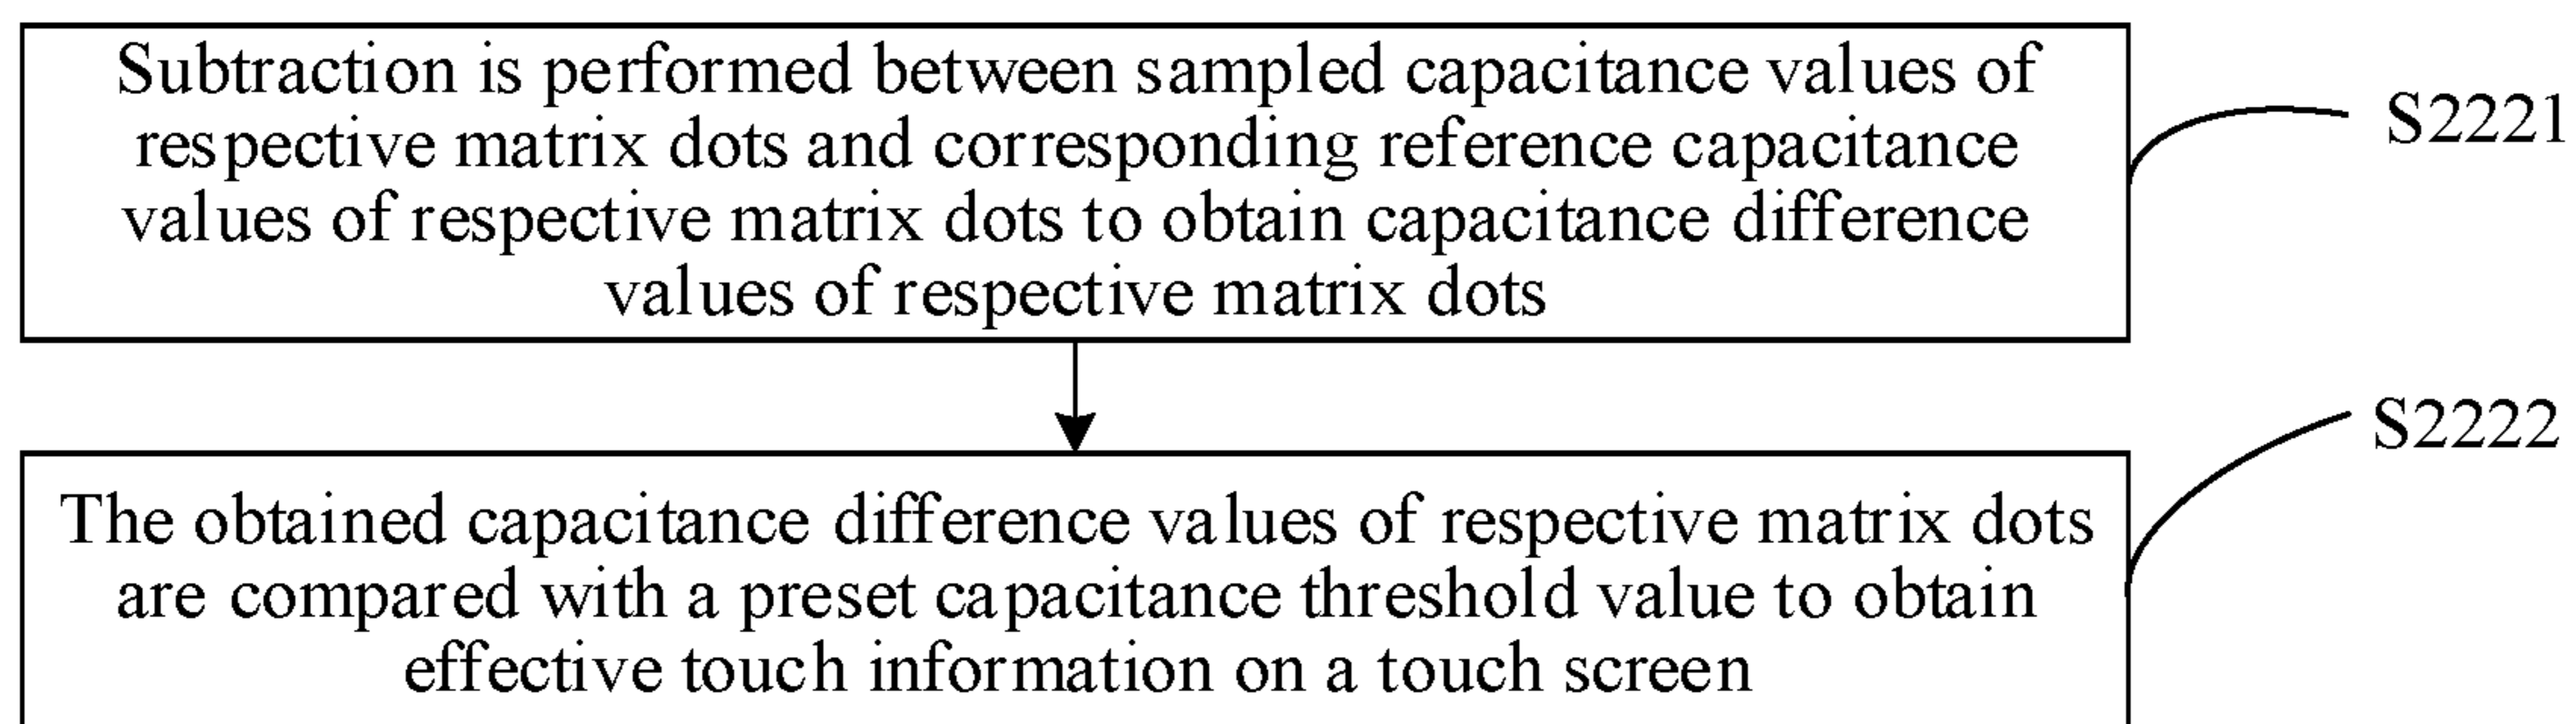 Subtraction is performed between sampled capacitance values of
respective matrix dots and corresponding reference capacitance
values of respective matrix dots to obtain capacitance difference
values of respective matrix dots
S2221
The obtained capacitance difference values of respective matrix dots
are compared with a preset capacitance threshold value to obtain
effective touch information on a touch screen
S2222